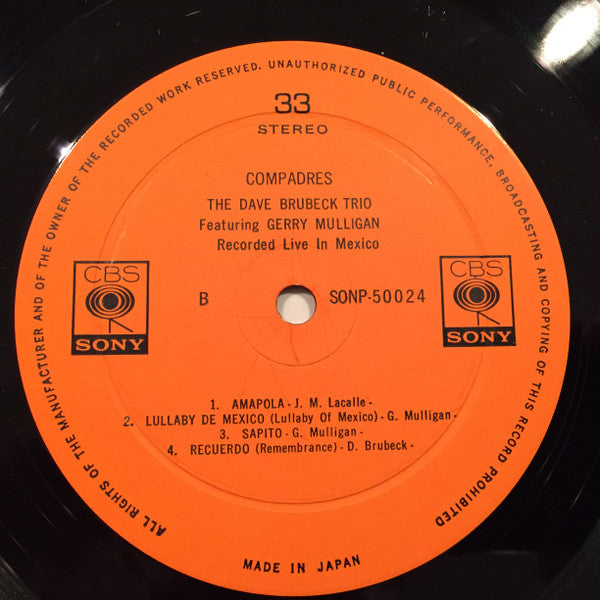 ALL RIGHTS OF THE MANUFACTURER AND OF THE OWNER OF THE RECORDED WORK RESERVED. UNAUTHORIZED PUBLIC PERFORMANCE, BROADCASTING AND COPYING OF THIS RECORD PROHIBITED
33
STEREO
COMPADRES
THE DAVE BRUBECK TRIO
Featuring GERRY MULLIGAN
Recorded Live In Mexico
CBS
SONY
B
SONP-50024
CBS
SONY
1. AMAPOLA - J. M. Lacalle -
2. LULLABY DE MEXICO (Lullaby Of Mexico) - G. Mulligan -
3. SAPITO - G. Mulligan -
4. RECUERDO (Remembrance) - D. Brubeck -
MADE IN JAPAN